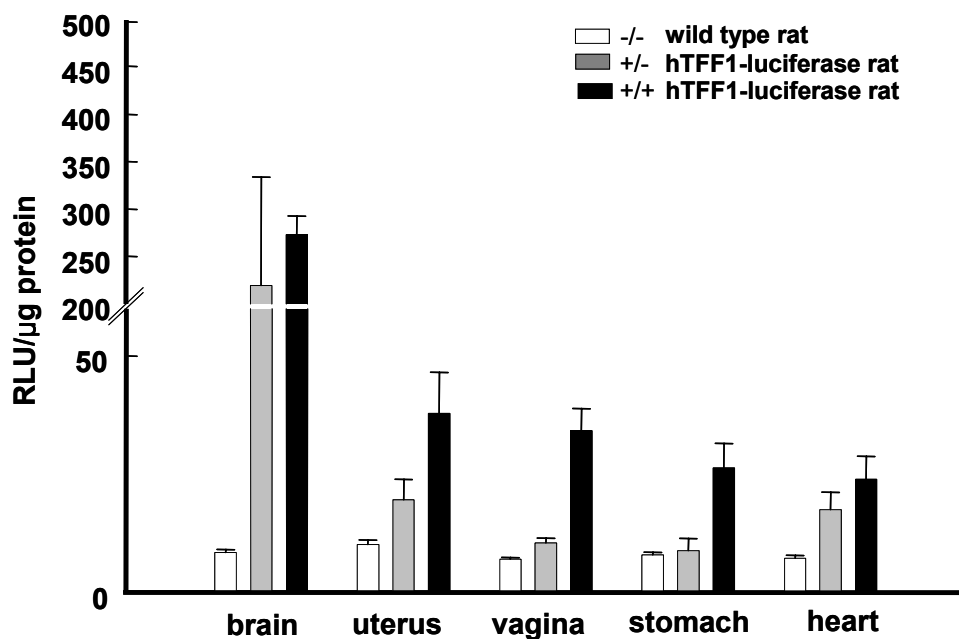 500
450
400
350
300
250
200
50
0
RLU/µg protein
-/- wild type rat
+/- hTFF1-luciferase rat
+/+ hTFF1-luciferase rat
brain uterus vagina stomach heart